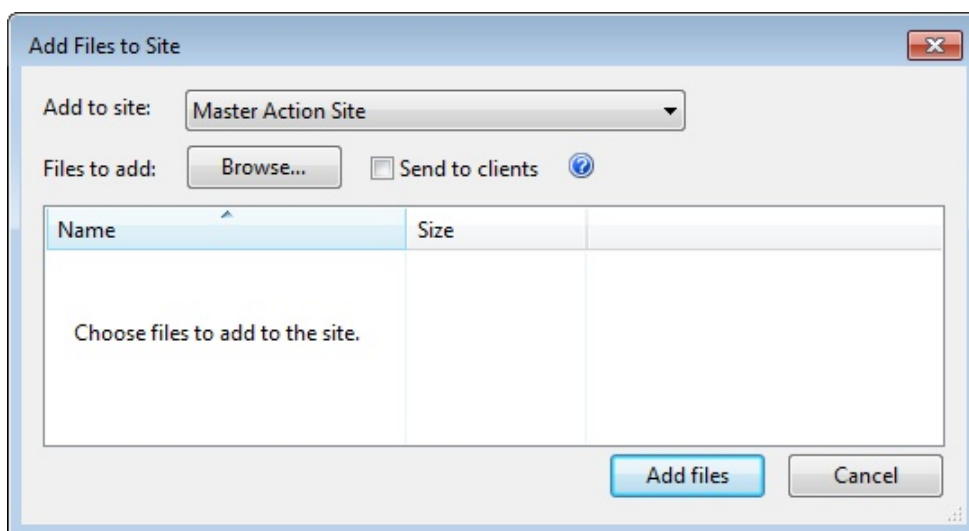 Add Files to Site
Add to site: Master Action Site
Files to add: Browse... Send to clients ?
Name Size
Choose files to add to the site.
Add files Cancel